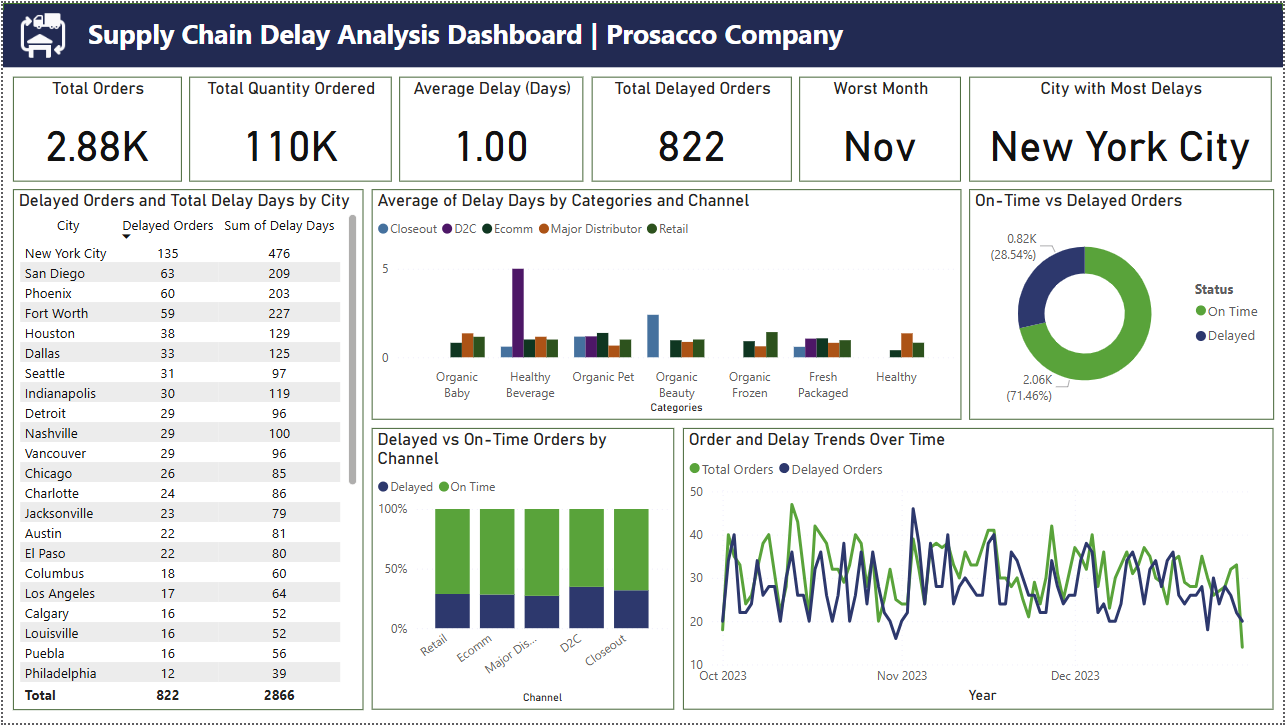 Supply Chain Delay Analysis Dashboard | Prosacco Company
Total Orders
2.88K
Total Quantity Ordered
110K
Average Delay (Days)
1.00
Total Delayed Orders
822
Worst Month
Nov
City with Most Delays
New York City
Delayed Orders and Total Delay Days by City
City Delayed Orders Sum of Delay Days
New York City 135 476
San Diego 63 209
Phoenix 60 203
Fort Worth 59 227
Houston 38 129
Dallas 33 125
Seattle 31 97
Indianapolis 30 119
Detroit 29 96
Nashville 29 100
Vancouver 29 96
Chicago 26 85
Charlotte 24 86
Jacksonville 23 79
Austin 22 81
El Paso 22 80
Columbus 18 60
Los Angeles 17 64
Calgary 16 52
Louisville 16 52
Puebla 16 56
Philadelphia 12 39
Total 822 2866
Average of Delay Days by Categories and Channel
Closeout D2C Ecomm Major Distributor Retail
5
0
Organic Baby
Healthy Beverage
Organic Pet
Organic Beauty
Organic Frozen
Fresh Packaged
Healthy
Categories
On-Time vs Delayed Orders
0.82K
(28.54%)
2.06K
(71.46%)
Status
On Time
Delayed
Delayed vs On-Time Orders by
Channel
Delayed On Time
100%
50%
0%
Retail
Ecomm
Major Dis...
D2C
Closeout
Channel
Order and Delay Trends Over Time
Total Orders Delayed Orders
50
40
30
20
10
Oct 2023 Nov 2023 Dec 2023
Year